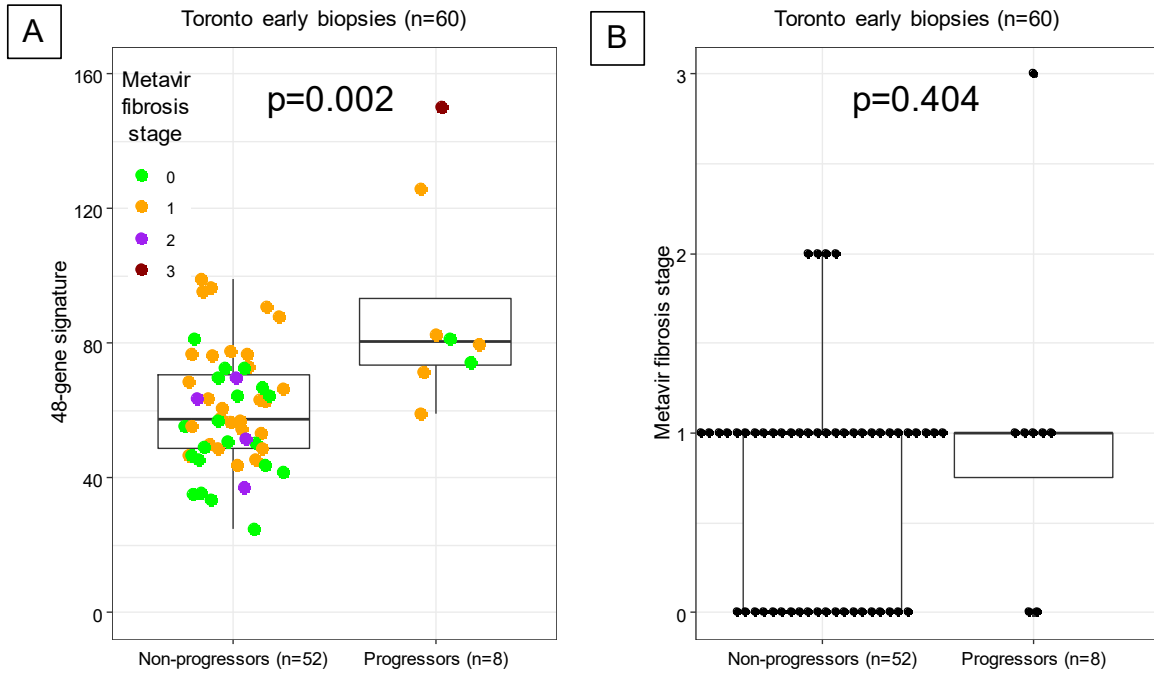 A
Toronto early biopsies (n=60)
48-gene signature
160
120
80
40
0
Metavir
fibrosis
stage
0
1
2
3
p=0.002
Non-progressors (n=52)
Progressors (n=8)
B
Toronto early biopsies (n=60)
Metavir fibrosis stage
3
2
1
0
p=0.404
Non-progressors (n=52)
Progressors (n=8)